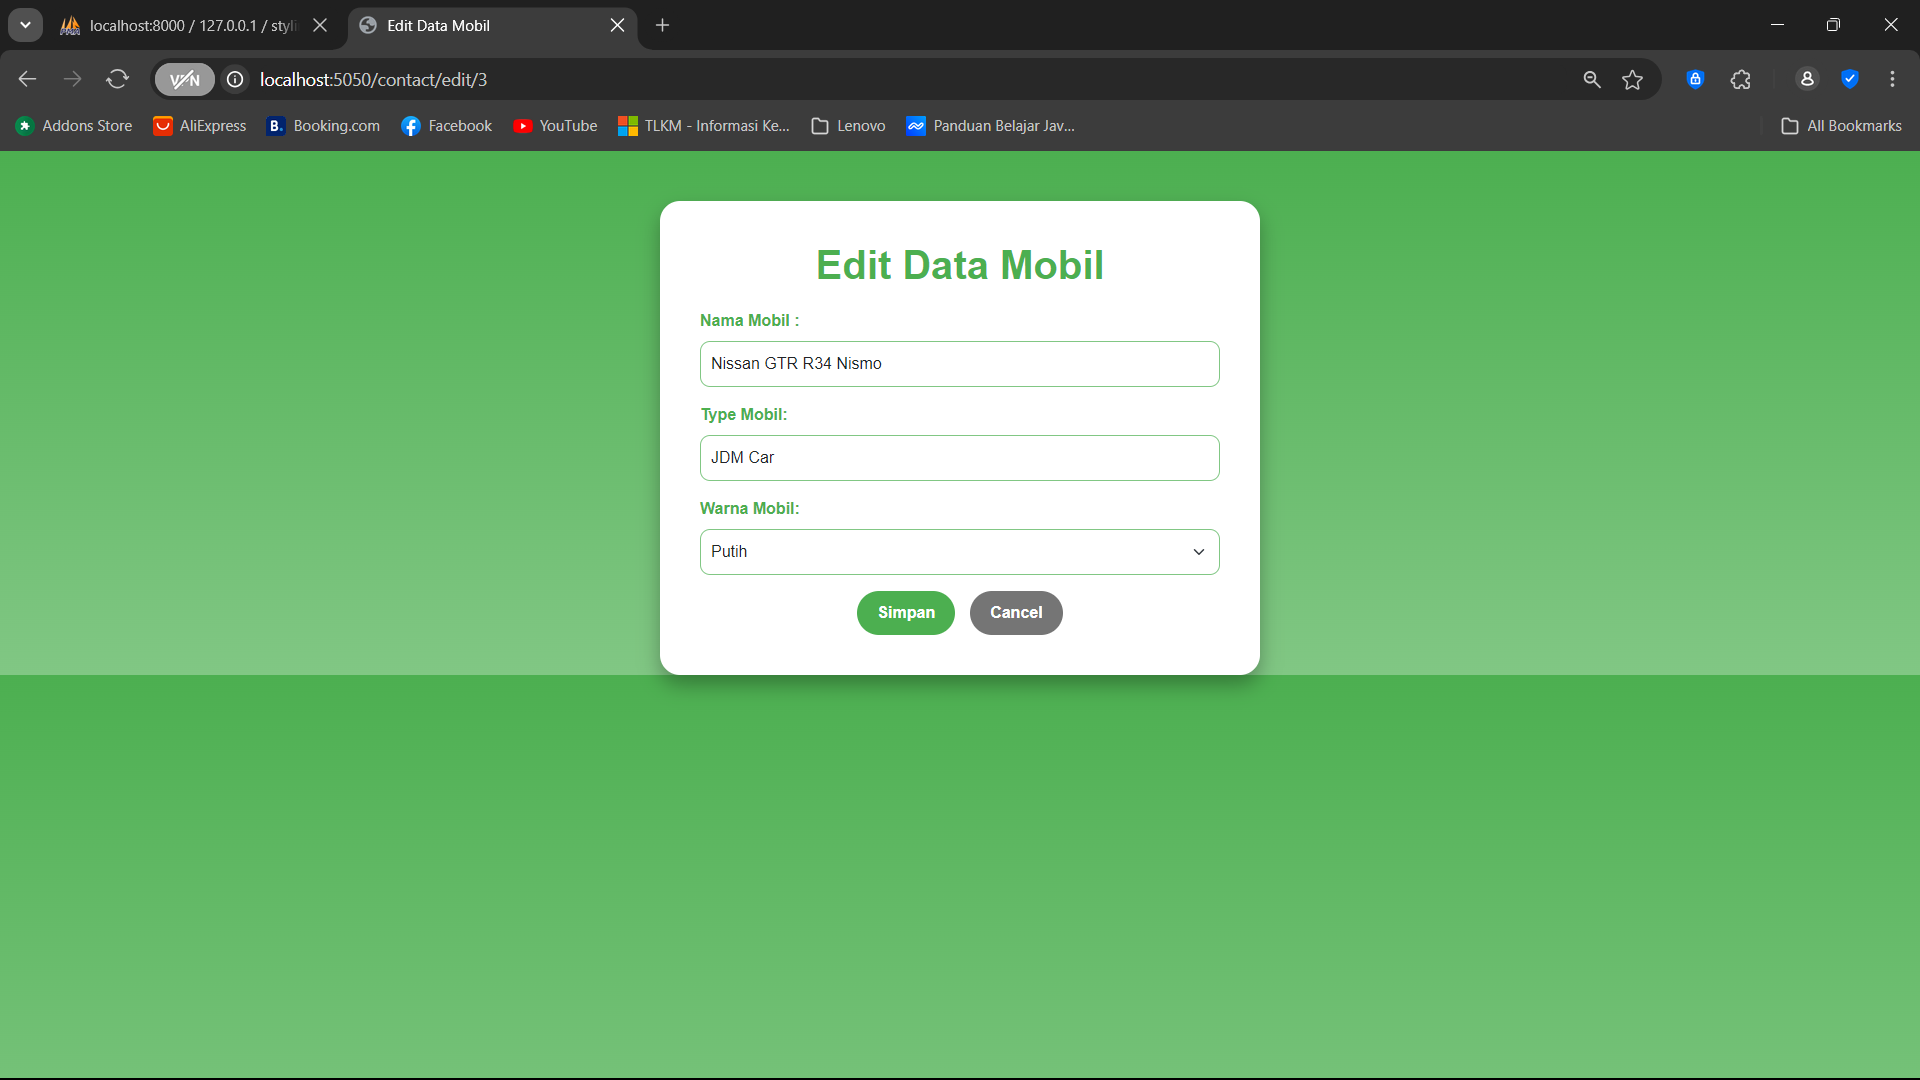 localhost:8000 / 127.0.0.1 / styli
Edit Data Mobil
VPN
localhost:5050/contact/edit/3
Addons Store
AliExpress
B. Booking.com
Facebook
YouTube
TLKM - Informasi Ke...
Lenovo
Panduan Belajar Jav...
All Bookmarks
Edit Data Mobil
Nama Mobil :
Nissan GTR R34 Nismo
Type Mobil:
JDM Car
Warna Mobil:
Putih
Simpan
Cancel